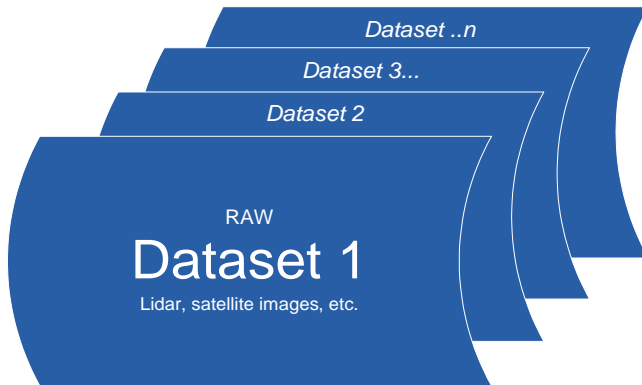 Dataset ..n
Dataset 3...
Dataset 2
RAW
Dataset 1
Lidar, satellite images, etc.